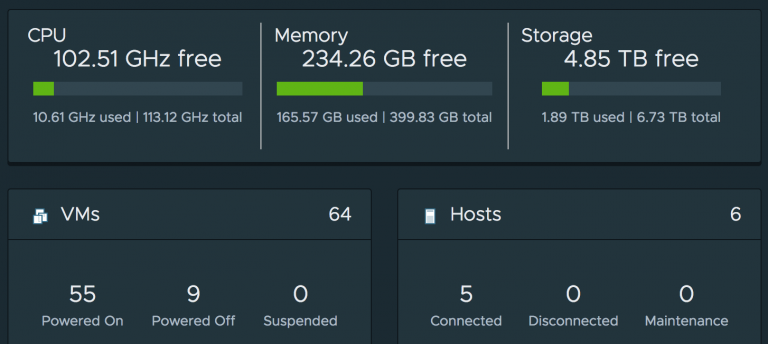 CPU
102.51 GHz free
10.61 GHz used | 113.12 GHz total
Memory
234.26 GB free
165.57 GB used | 399.83 GB total
Storage
4.85 TB free
1.89 TB used | 6.73 TB total
VMs 64
55 9 0
Powered On Powered Off Suspended
Hosts 6
5 0 0
Connected Disconnected Maintenance